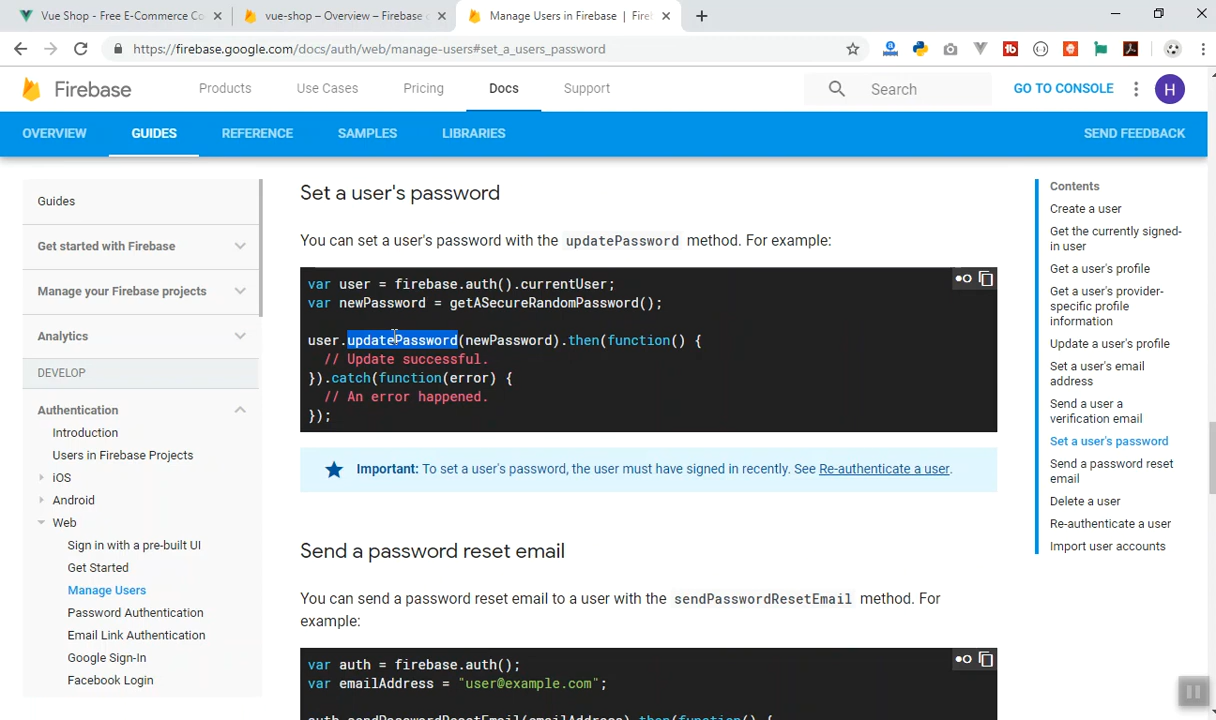 Vue Shop - Free E-Commerce Co
vue-shop – Overview – Firebase c
Manage Users in Firebase | Fire
https://firebase.google.com/docs/auth/web/manage-users#set_a_users_password
Firebase
Products
Use Cases
Pricing
Docs
Support
Search
GO TO CONSOLE
H
OVERVIEW
GUIDES
REFERENCE
SAMPLES
LIBRARIES
SEND FEEDBACK
Guides
Get started with Firebase
Manage your Firebase projects
Analytics
DEVELOP
Authentication
Introduction
Users in Firebase Projects
iOS
Android
Web
Sign in with a pre-built UI
Get Started
Manage Users
Password Authentication
Email Link Authentication
Google Sign-In
Facebook Login
Set a user's password
You can set a user's password with the updatePassword method. For example:
var user = firebase.auth().currentUser;
var newPassword = getASecureRandomPassword();
user.updatePassword(newPassword).then(function() {
// Update successful.
}).catch(function(error) {
// An error happened.
});
Important: To set a user's password, the user must have signed in recently. See Re-authenticate a user.
Send a password reset email
You can send a password reset email to a user with the sendPasswordResetEmail method. For
example:
var auth = firebase.auth();
var emailAddress = "user@example.com";
auth.sendPasswordResetEmail(emailAddress).then(function() {
Contents
Create a user
Get the currently signed-
in user
Get a user's profile
Get a user's provider-
specific profile
information
Update a user's profile
Set a user's email
address
Send a user a
verification email
Set a user's password
Send a password reset
email
Delete a user
Re-authenticate a user
Import user accounts